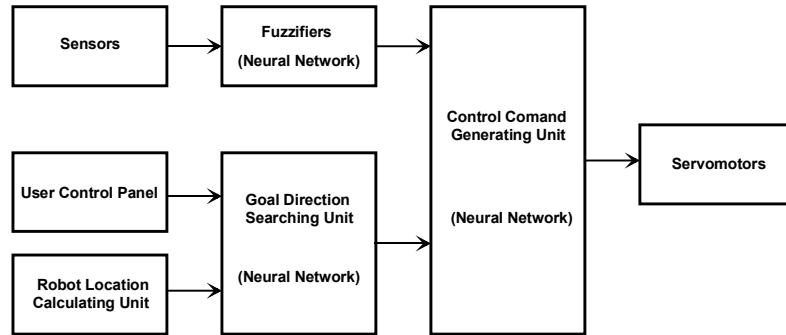 Sensors
Fuzzifiers
(Neural Network)
Control Comand
Generating Unit
(Neural Network)
Servomotors
User Control Panel
Goal Direction
Searching Unit
(Neural Network)
Robot Location
Calculating Unit